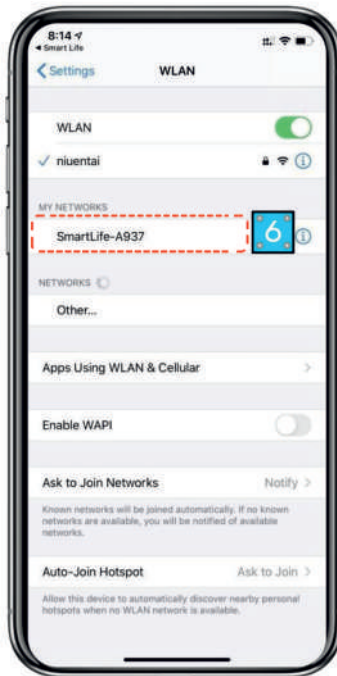 8:14
Smart Life
Settings WLAN
WLAN
niuentai
MY NETWORKS
SmartLife-A937 6
NETWORKS
Other...
Apps Using WLAN & Cellular
Enable WAPI
Ask to Join Networks Notify
Known networks will be joined automatically. If no known
networks are available, you will be notified of available
networks.
Auto-Join Hotspot Ask to Join
Allow this device to automatically discover nearby personal
hotspots when no WLAN network is available.